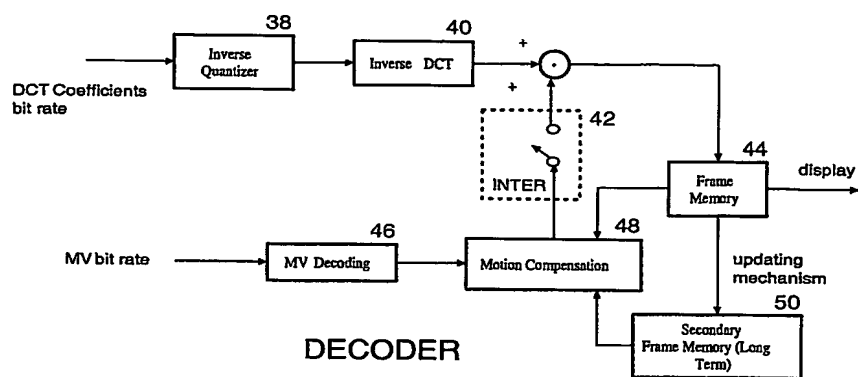 38
Inverse
Quantizer
DCT Coefficients
bit rate
40
Inverse DCT
+
+
42
INTER
44
Frame
Memory
display
MV bit rate
46
MV Decoding
48
Motion Compensation
updating
mechanism
50
Secondary
Frame Memory (Long
Term)
DECODER